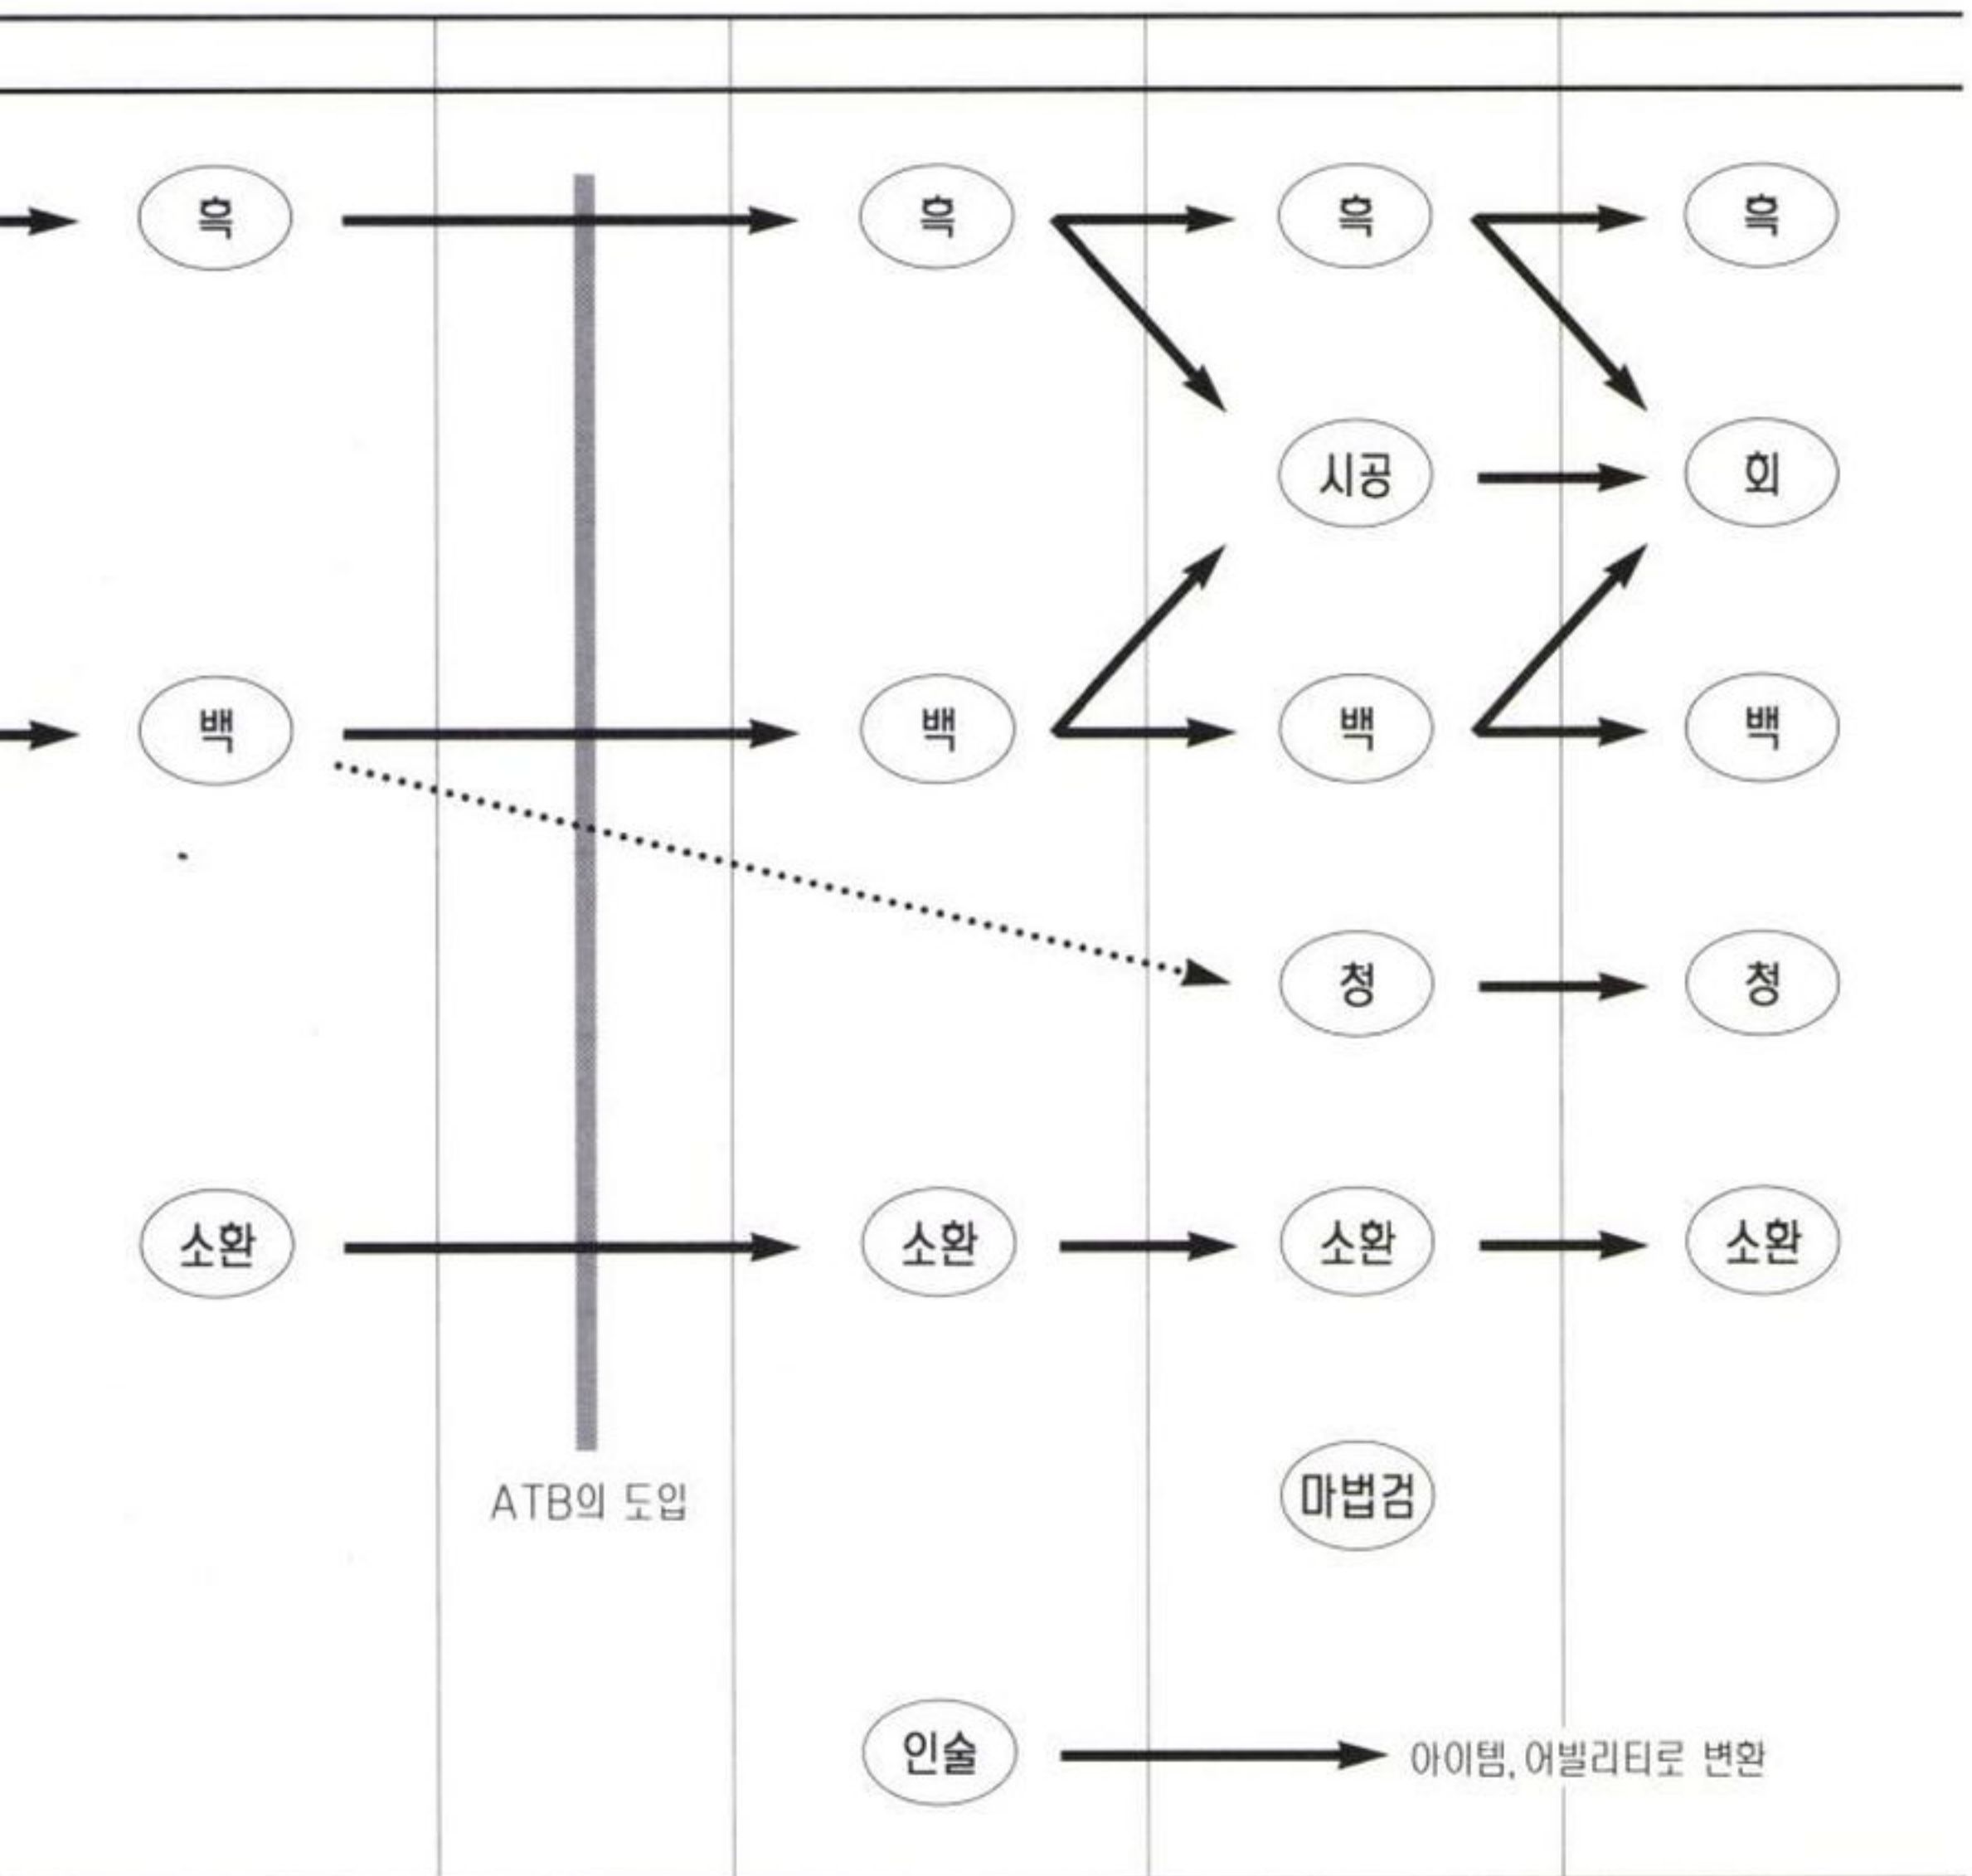 흑 흑 흑 흑
시공 회
백 백 백 백
청 청
소환 소환 소환 소환
ATB의 도입
마법검
인술 아이템, 어빌리티로 변환